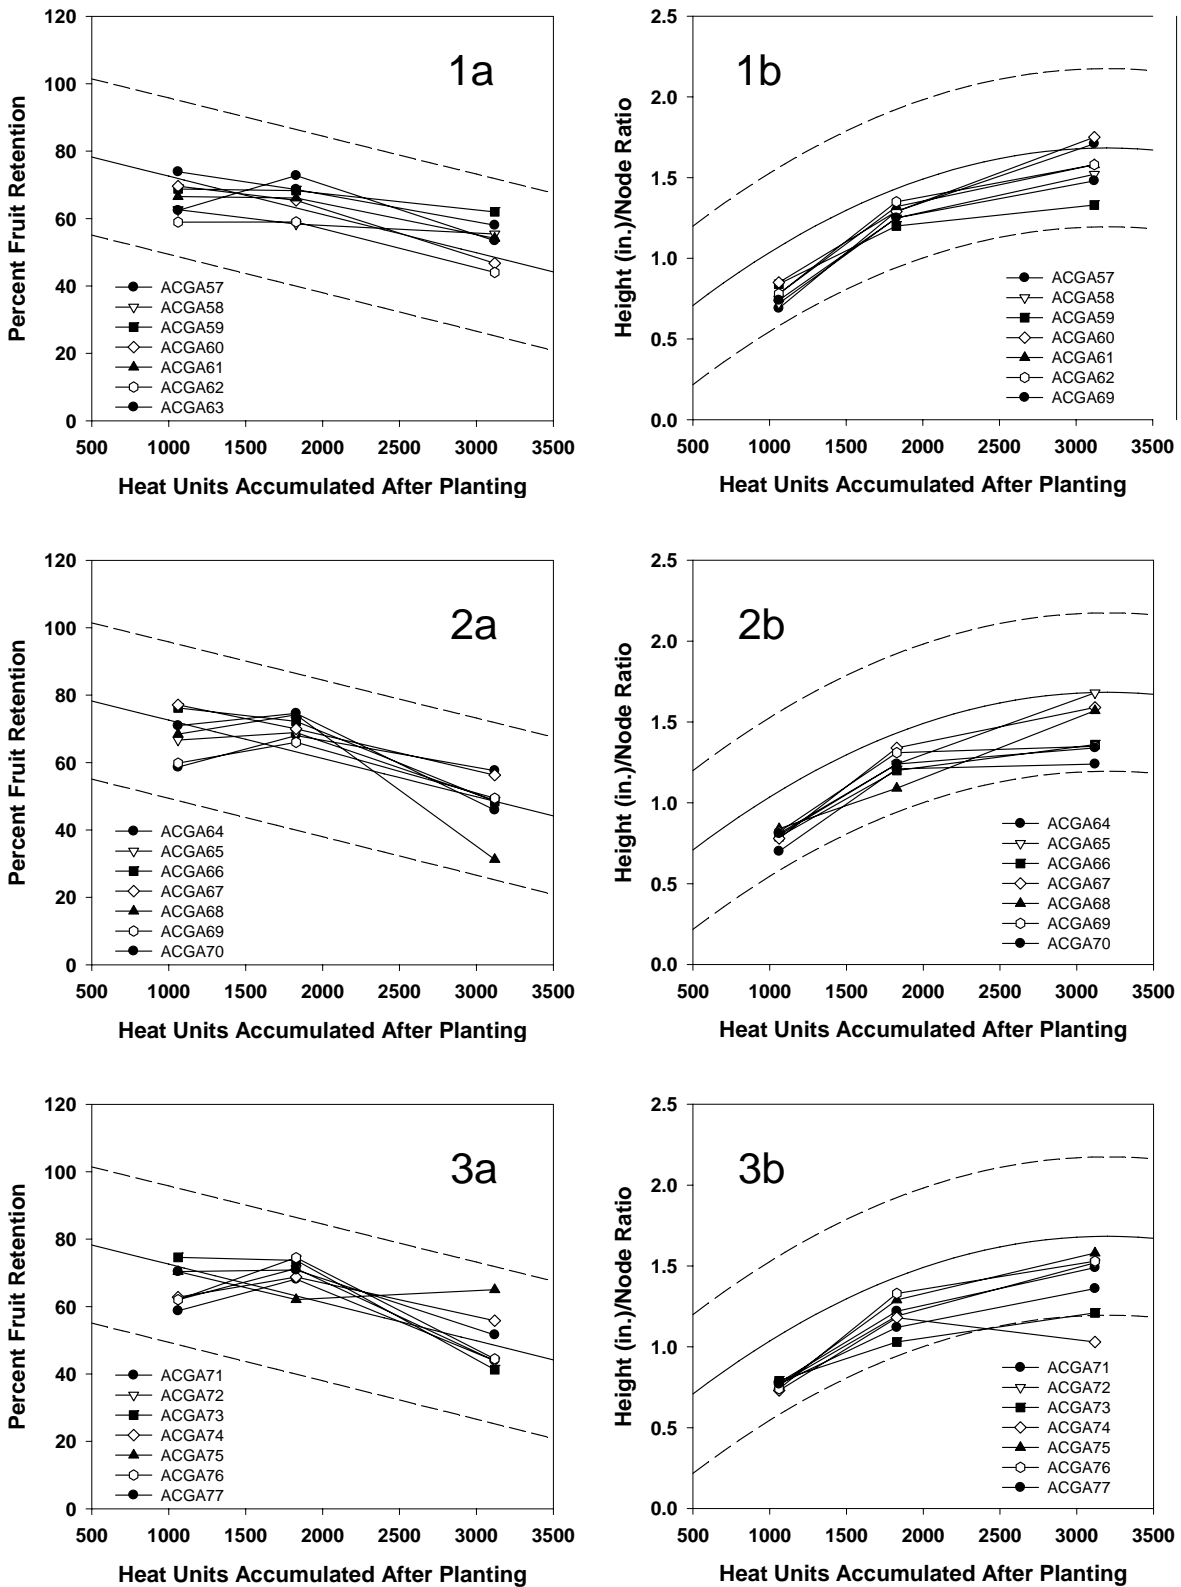 120
100
80
60
40
20
0
Percent Fruit Retention
1a
ACGA57
ACGA58
ACGA59
ACGA60
ACGA61
ACGA62
ACGA63
500 1000 1500 2000 2500 3000 3500
Heat Units Accumulated After Planting
2.5
2.0
1.5
1.0
0.5
0.0
Height (in.)/Node Ratio
1b
ACGA57
ACGA58
ACGA59
ACGA60
ACGA61
ACGA62
ACGA69
500 1000 1500 2000 2500 3000 3500
Heat Units Accumulated After Planting
120
100
80
60
40
20
0
Percent Fruit Retention
2a
ACGA64
ACGA65
ACGA66
ACGA67
ACGA68
ACGA69
ACGA70
500 1000 1500 2000 2500 3000 3500
Heat Units Accumulated After Planting
2.5
2.0
1.5
1.0
0.5
0.0
Height (in.)/Node Ratio
2b
ACGA64
ACGA65
ACGA66
ACGA67
ACGA68
ACGA69
ACGA70
500 1000 1500 2000 2500 3000 3500
Heat Units Accumulated After Planting
120
100
80
60
40
20
0
Percent Fruit Retention
3a
ACGA71
ACGA72
ACGA73
ACGA74
ACGA75
ACGA76
ACGA77
500 1000 1500 2000 2500 3000 3500
Heat Units Accumulated After Planting
2.5
2.0
1.5
1.0
0.5
0.0
Height (in.)/Node Ratio
3b
ACGA71
ACGA72
ACGA73
ACGA74
ACGA75
ACGA76
ACGA77
500 1000 1500 2000 2500 3000 3500
Heat Units Accumulated After Planting